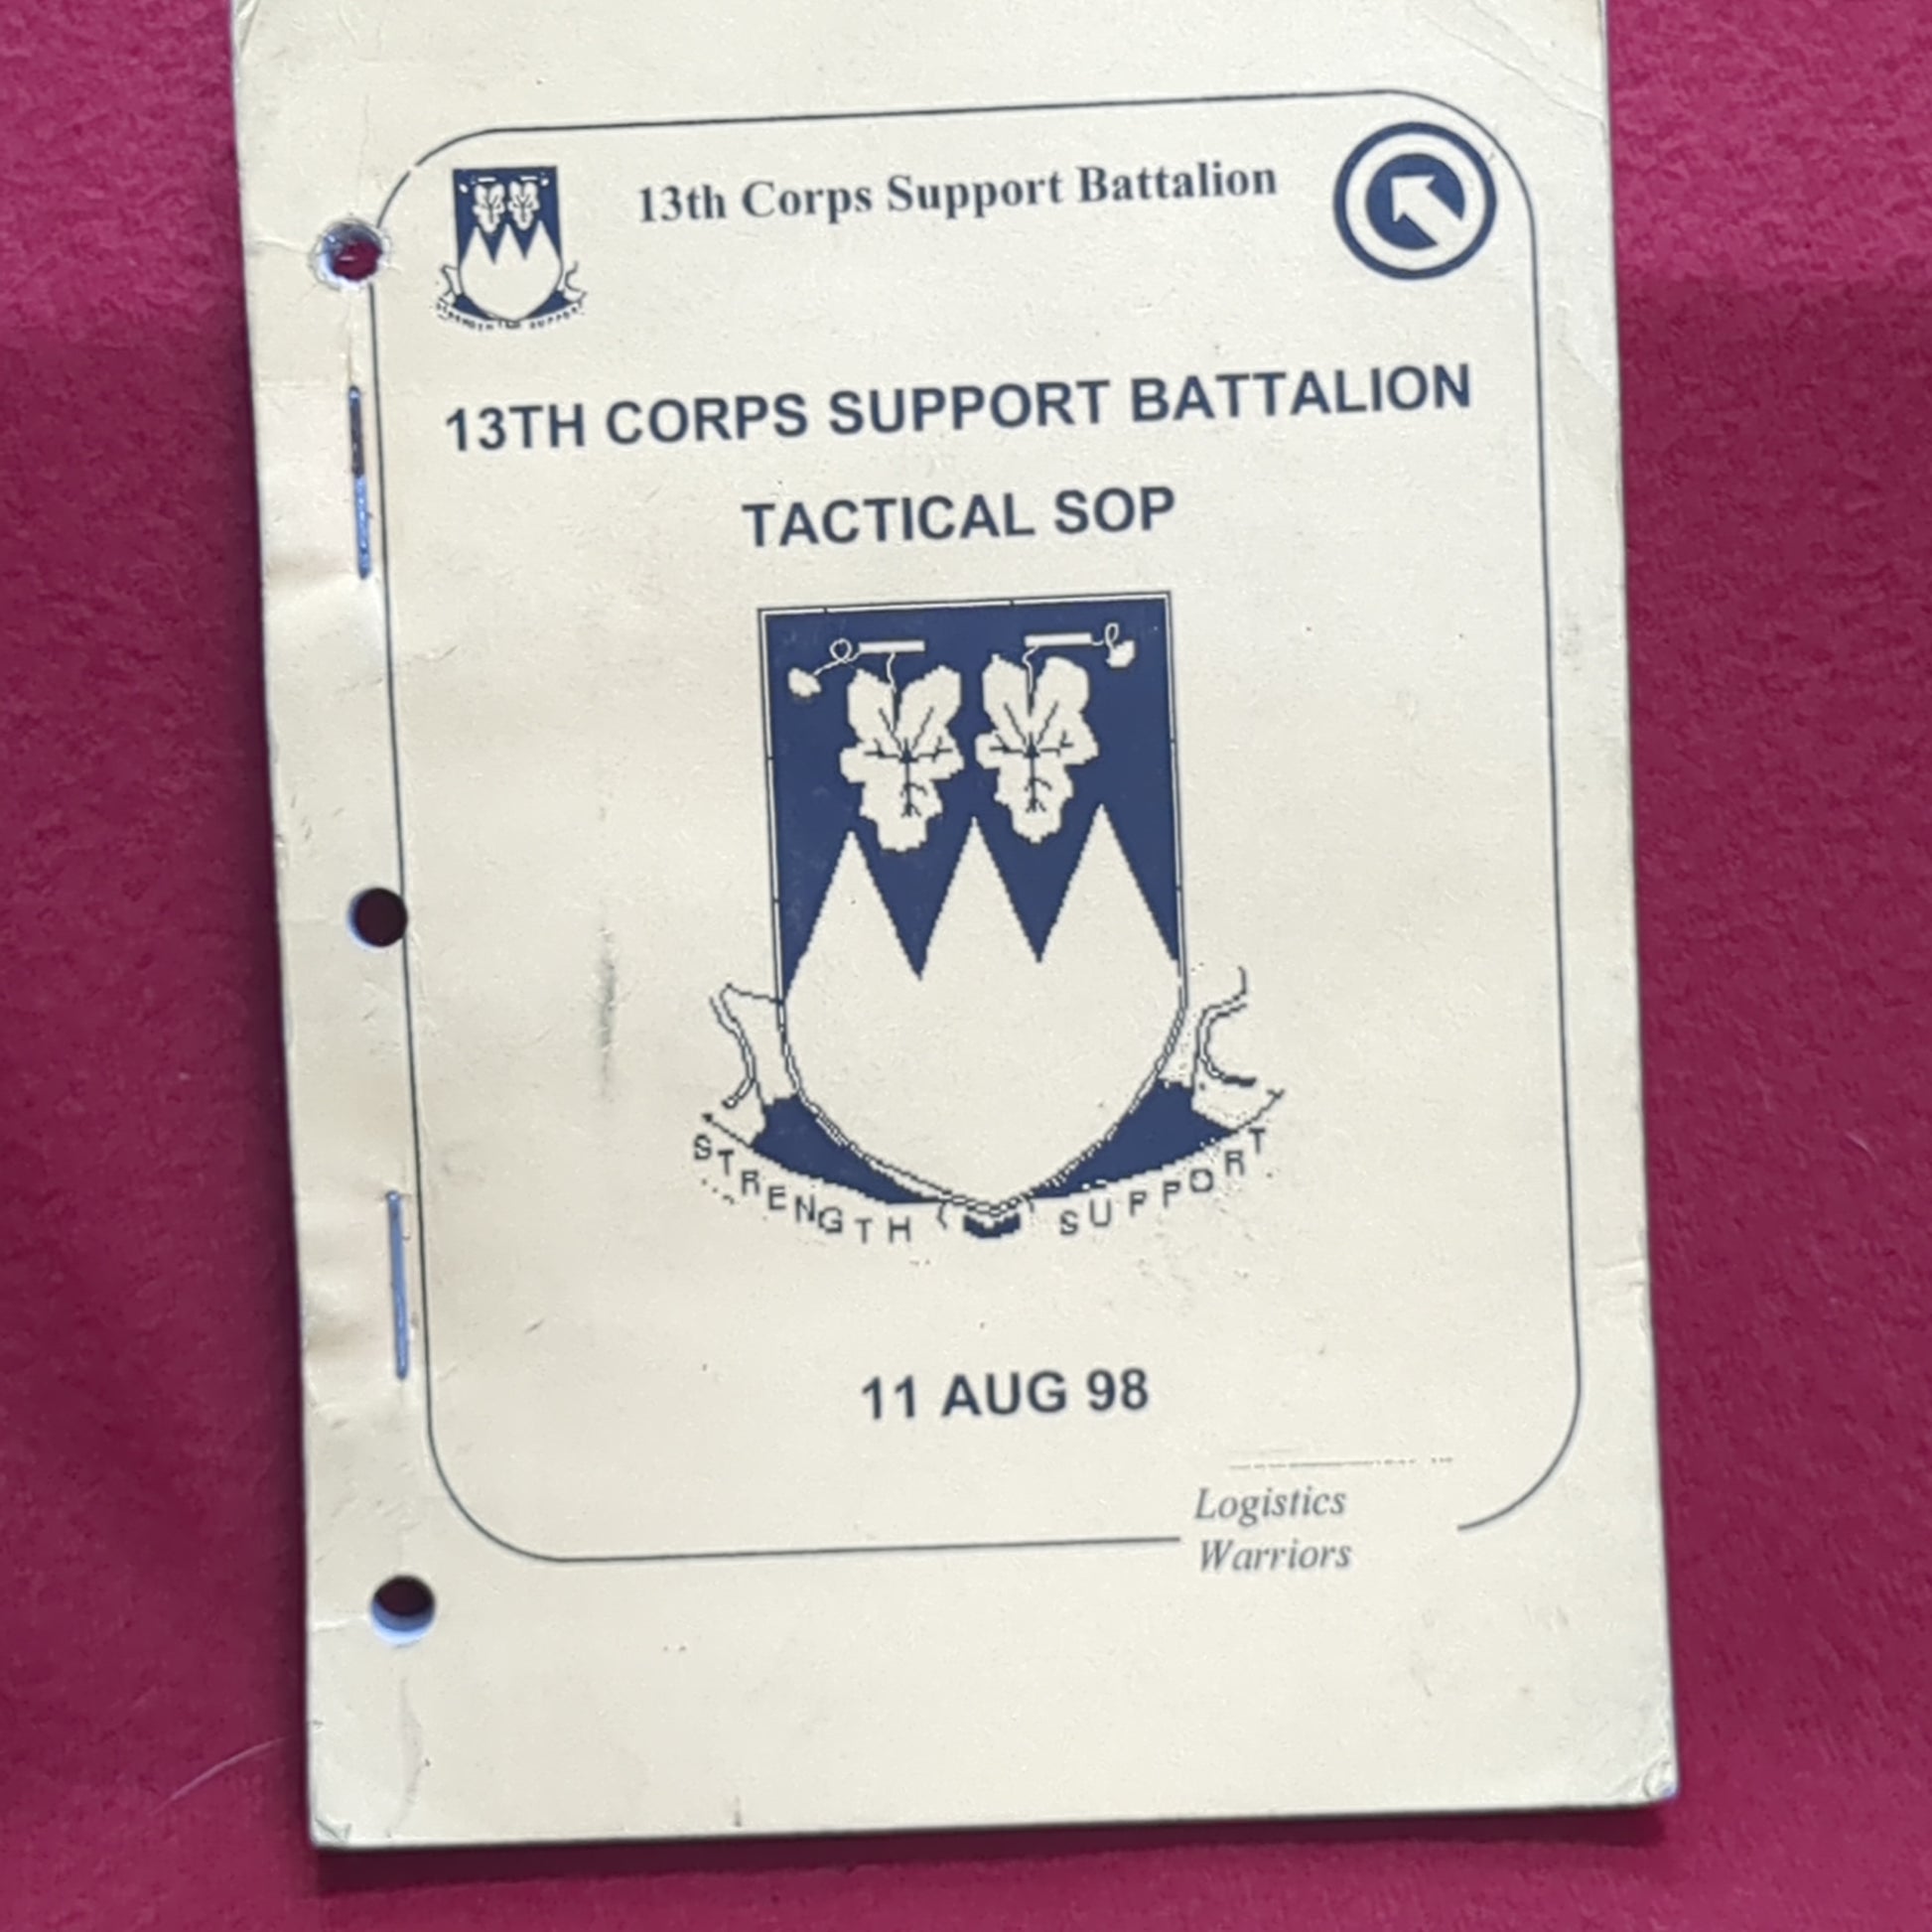 13th Corps Support Battalion
13TH CORPS SUPPORT BATTALION
TACTICAL SOP
STRENGTH SUPPORT
11 AUG 98
Logistics
Warriors